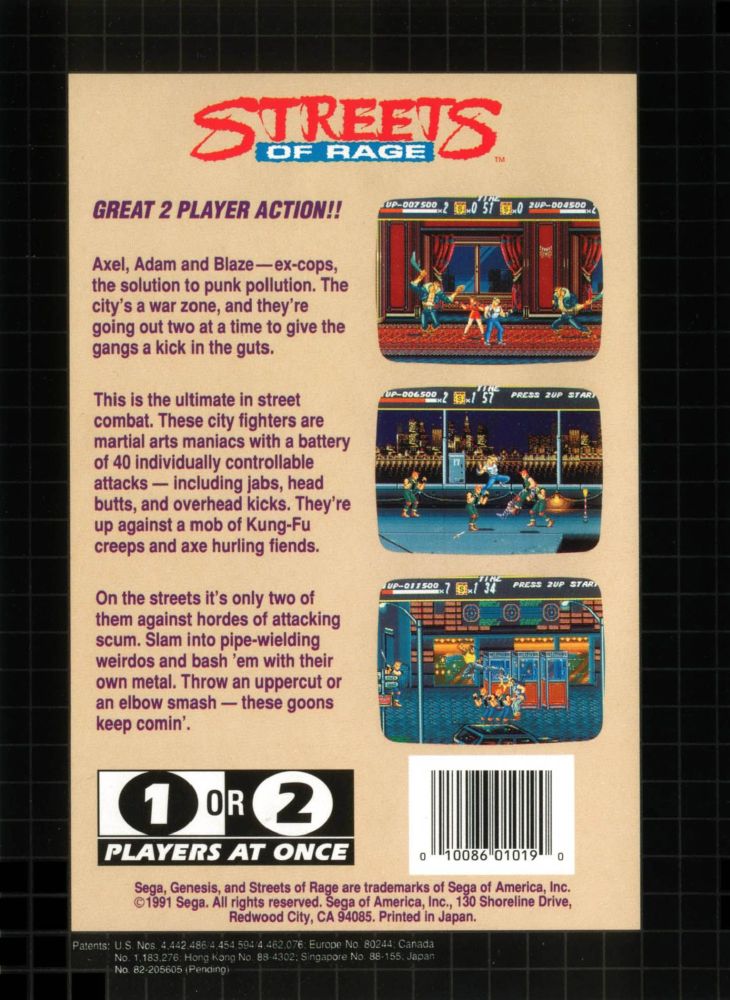 STREETS
OF RAGE
TM
GREAT 2 PLAYER ACTION!!
Axel, Adam and Blaze—ex-cops,
the solution to punk pollution. The
city's a war zone, and they're
going out two at a time to give the
gangs a kick in the guts.
This is the ultimate in street
combat. These city fighters are
martial arts maniacs with a battery
of 40 individually controllable
attacks — including jabs, head
butts, and overhead kicks. They're
up against a mob of Kung-Fu
creeps and axe hurling fiends.
On the streets it's only two of
them against hordes of attacking
scum. Slam into pipe-wielding
weirdos and bash 'em with their
own metal. Throw an uppercut or
an elbow smash — these goons
keep comin'.
UP-007500 TIME 2UP-004500
×2 ×0 51 ×0 ×2
UP-006500 TIME PRESS 2UP STAR
×2 ×1 57
17
UP-011500 TIME PRESS 2UP STAR
×7 ×1 34
1 OR 2
PLAYERS AT ONCE
0 10086 01019 0
Sega, Genesis, and Streets of Rage are trademarks of Sega of America, Inc.
©1991 Sega. All rights reserved. Sega of America, Inc., 130 Shoreline Drive,
Redwood City, CA 94085. Printed in Japan.
Patents: U.S. Nos. 4,442,486/4,454,594/4,462,076; Europe No. 80244; Canada
No. 1,183,276; Hong Kong No. 88-4302; Singapore No. 88-155; Japan
No. 82-205605 (Pending)